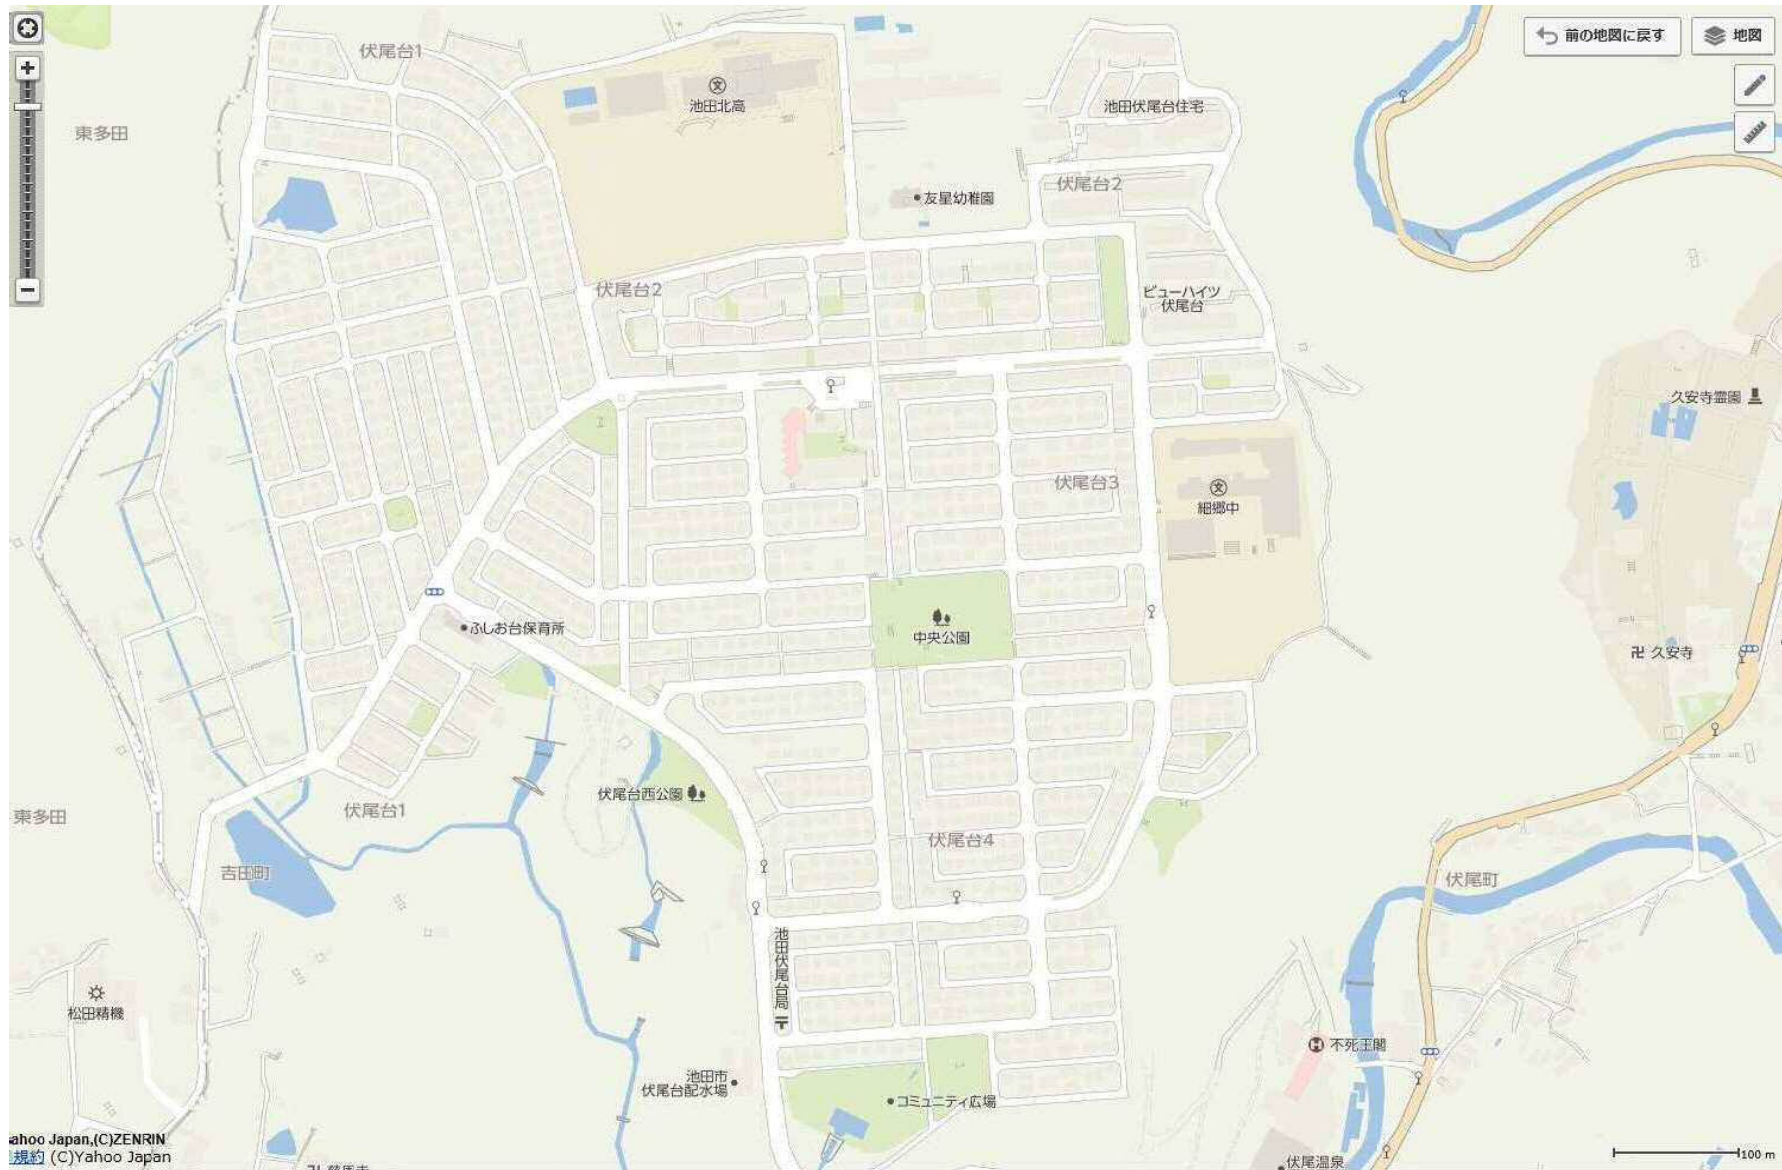 伏尾台1
前の地図に戻す
地図
池田北高
池田伏尾台住宅
東多田
伏尾台2
友星幼稚園
伏尾台2
ビューハイツ
伏尾台
久安寺霊園
伏尾台3
細郷中
ふしお台保育所
中央公園
久安寺
伏尾台西公園
伏尾台1
東多田
伏尾台4
吉田町
伏尾町
池田伏尾台局
松田精機
不死王閣
池田市
伏尾台配水場
コミュニティ広場
ahoo Japan,(C)ZENRIN
規約 (C)Yahoo Japan
100 m
伏尾温泉